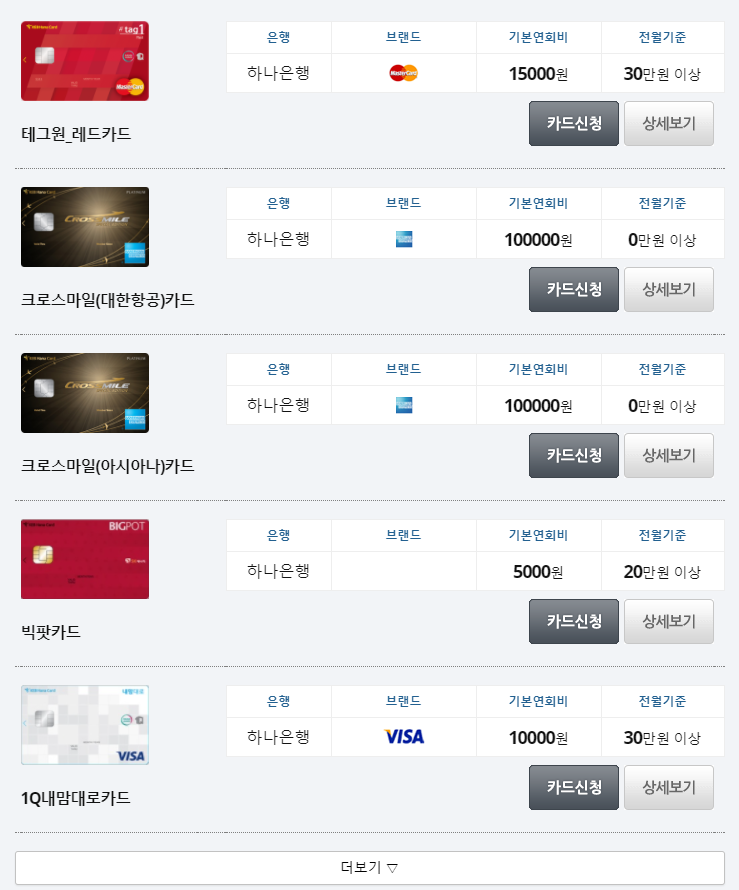 tag1
MasterCard
은행 브랜드 기본연회비 전월기준
하나은행 MasterCard 15000원 30만원 이상
테그원_레드카드
카드신청 상세보기
PLATINUM
CROSSMILE
은행 브랜드 기본연회비 전월기준
하나은행 100000원 0만원 이상
크로스마일(대한항공)카드
카드신청 상세보기
PLATINUM
CROSSMILE
은행 브랜드 기본연회비 전월기준
하나은행 100000원 0만원 이상
크로스마일(아시아나)카드
카드신청 상세보기
BIGPOT
은행 브랜드 기본연회비 전월기준
하나은행 5000원 20만원 이상
빅팟카드
카드신청 상세보기
내맘대로
VISA
은행 브랜드 기본연회비 전월기준
하나은행 VISA 10000원 30만원 이상
1Q내맘대로카드
카드신청 상세보기
더보기 ▽